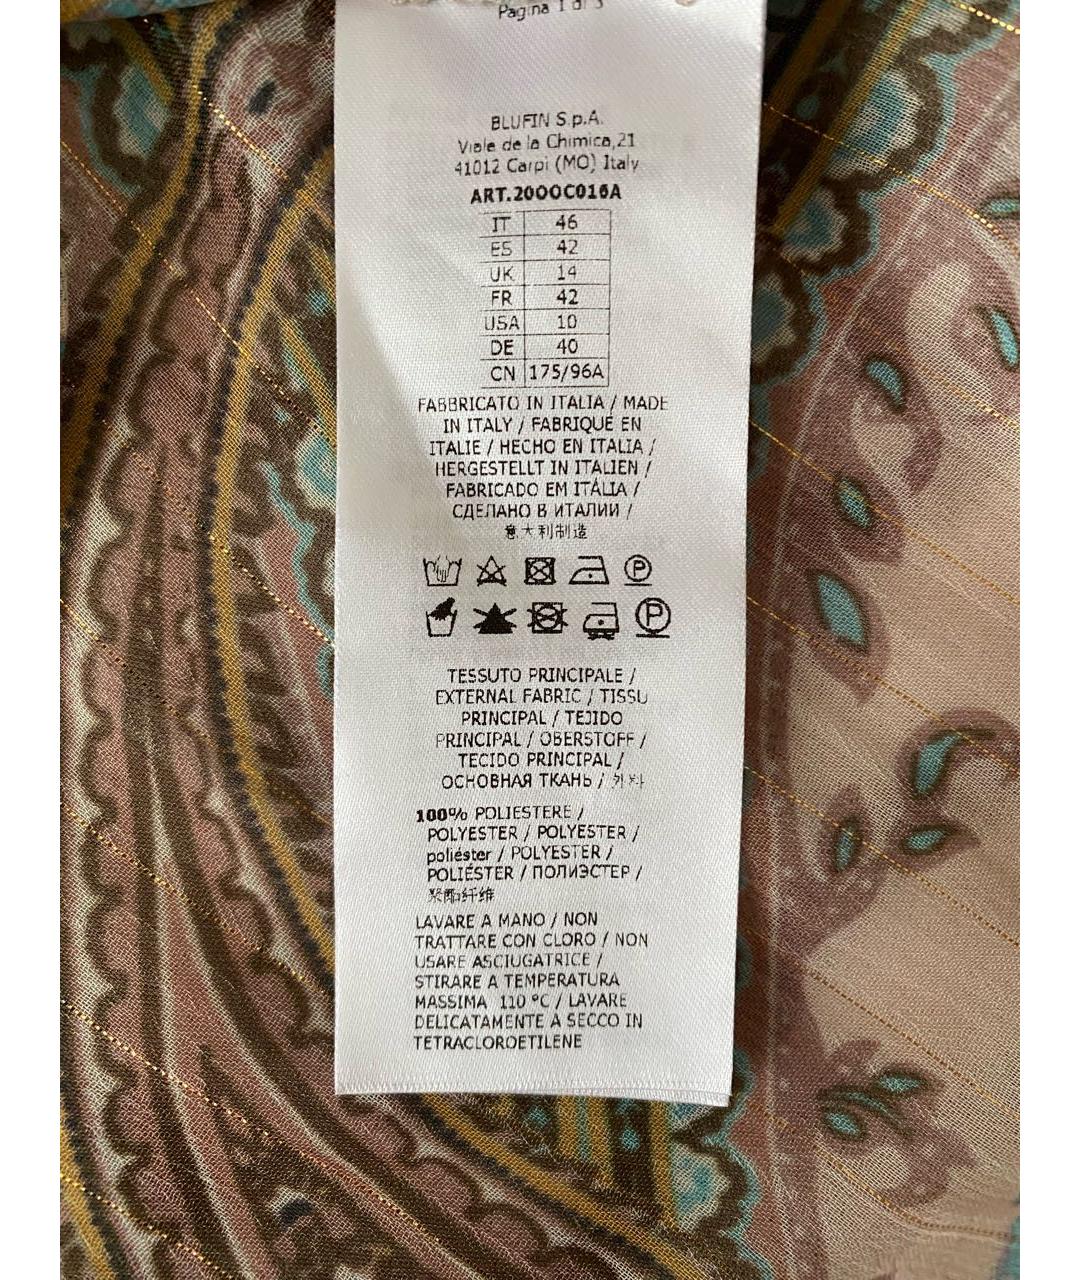 Pagina 1 di 3
BLUFIN S.p.A.
Viale de la Chimica,21
41012 Carpi (MO) Italy
ART.2000C016A
IT 46
ES 42
UK 14
FR 42
USA 10
DE 40
CN 175/96A
FABBRICATO IN ITALIA / MADE
IN ITALY / FABRIQUÉ EN
ITALIE / HECHO EN ITALIA /
HERGESTELLT IN ITALIEN /
FABRICADO EM ITÁLIA /
СДЕЛАНО В ИТАЛИИ /
意大利制造
P
P
TESSUTO PRINCIPALE /
EXTERNAL FABRIC / TISSU
PRINCIPAL / TEJIDO
PRINCIPAL / OBERSTOFF /
TECIDO PRINCIPAL /
ОСНОВНАЯ ТКАНЬ / 外料
100% POLIESTERE /
POLYESTER / POLYESTER /
poliéster / POLYESTER /
POLIÉSTER / ПОЛИЭСТЕР /
聚酯纤维
LAVARE A MANO / NON
TRATTARE CON CLORO / NON
USARE ASCIUGATRICE /
STIRARE A TEMPERATURA
MASSIMA 110 °C / LAVARE
DELICATAMENTE A SECCO IN
TETRACLOROETILENE